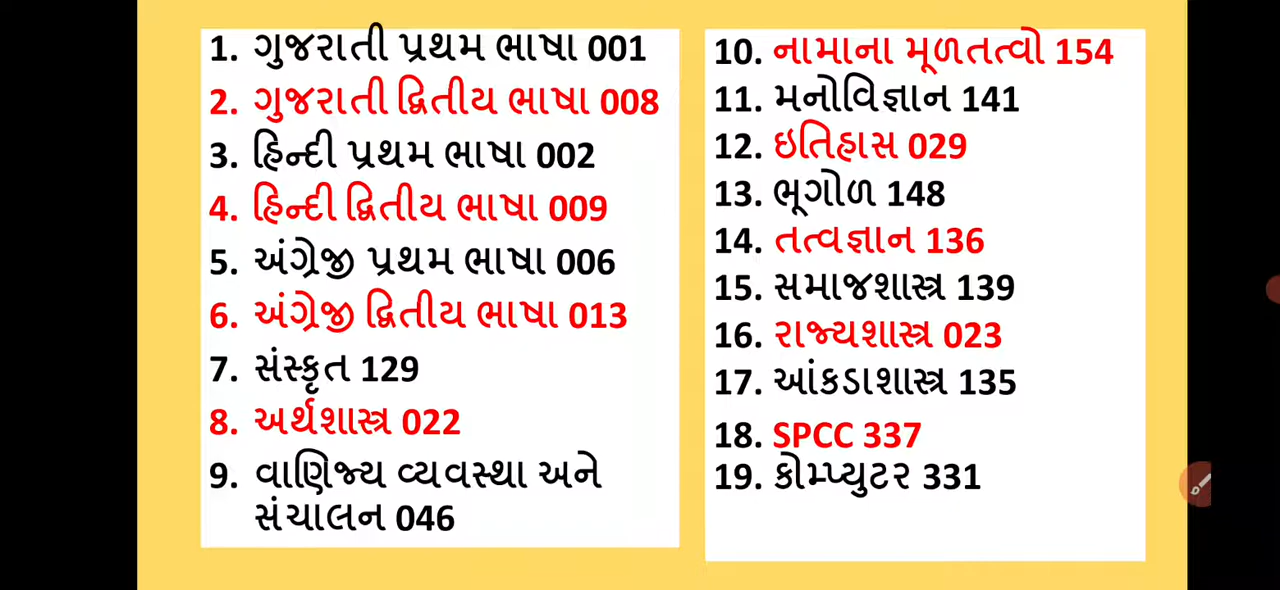 1. ગુજરાતી પ્રથમ ભાષા 001
2. ગુજરાતી દ્વિતીય ભાષા 008
3. હિન્દી પ્રથમ ભાષા 002
4. હિન્દી દ્વિતીય ભાષા 009
5. અંગ્રેજી પ્રથમ ભાષા 006
6. અંગ્રેજી દ્વિતીય ભાષા 013
7. સંસ્કૃત 129
8. અર્થશાસ્ત્ર 022
9. વાણિજ્ય વ્યવસ્થા અને
સંચાલન 046
10. નામાના મૂળતત્વો 154
11. મનોવિજ્ઞાન 141
12. ઇતિહાસ 029
13. ભૂગોળ 148
14. તત્વજ્ઞાન 136
15. સમાજશાસ્ત્ર 139
16. રાજ્યશાસ્ત્ર 023
17. આંકડાશાસ્ત્ર 135
18. SPCC 337
19. કોમ્પ્યુટર 331